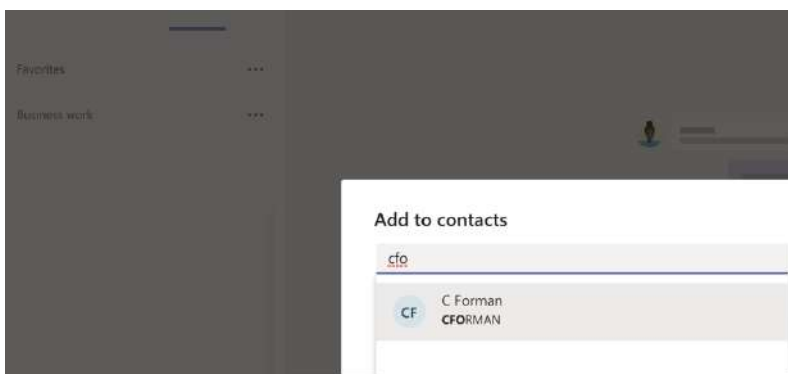 Favorites ...
Business work ...
Add to contacts
cfo
CF
C Forman
CFORMAN